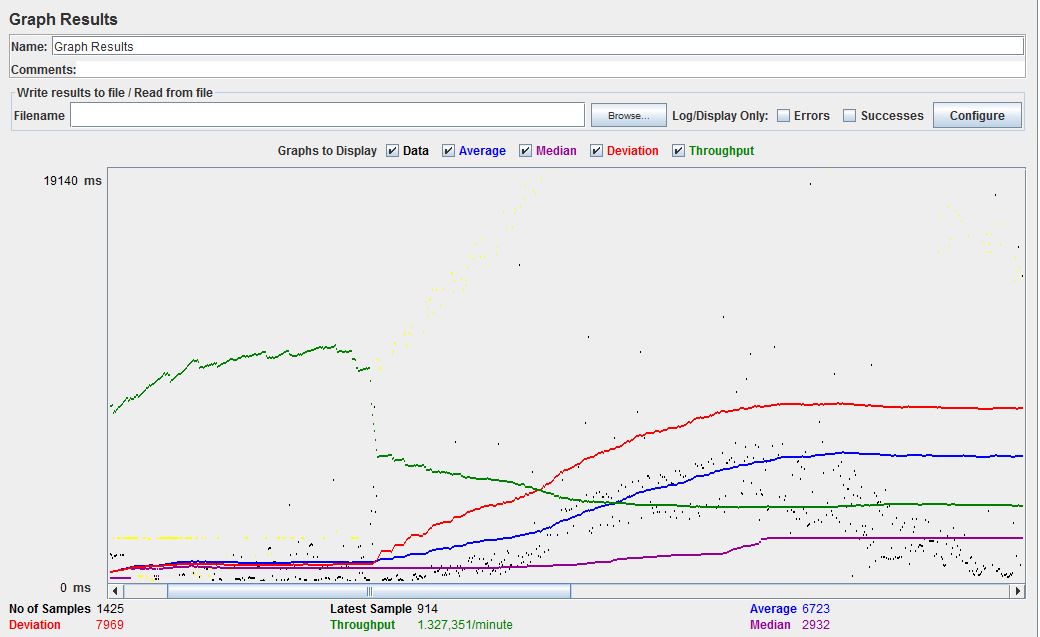 Graph Results
Name: Graph Results
Comments:
Write results to file / Read from file
Filename Browse... Log/Display Only: Errors Successes Configure
Graphs to Display Data Average Median Deviation Throughput
19140 ms
0 ms
No of Samples 1425 Latest Sample 914 Average 6723
Deviation 7969 Throughput 1.327,351/minute Median 2932